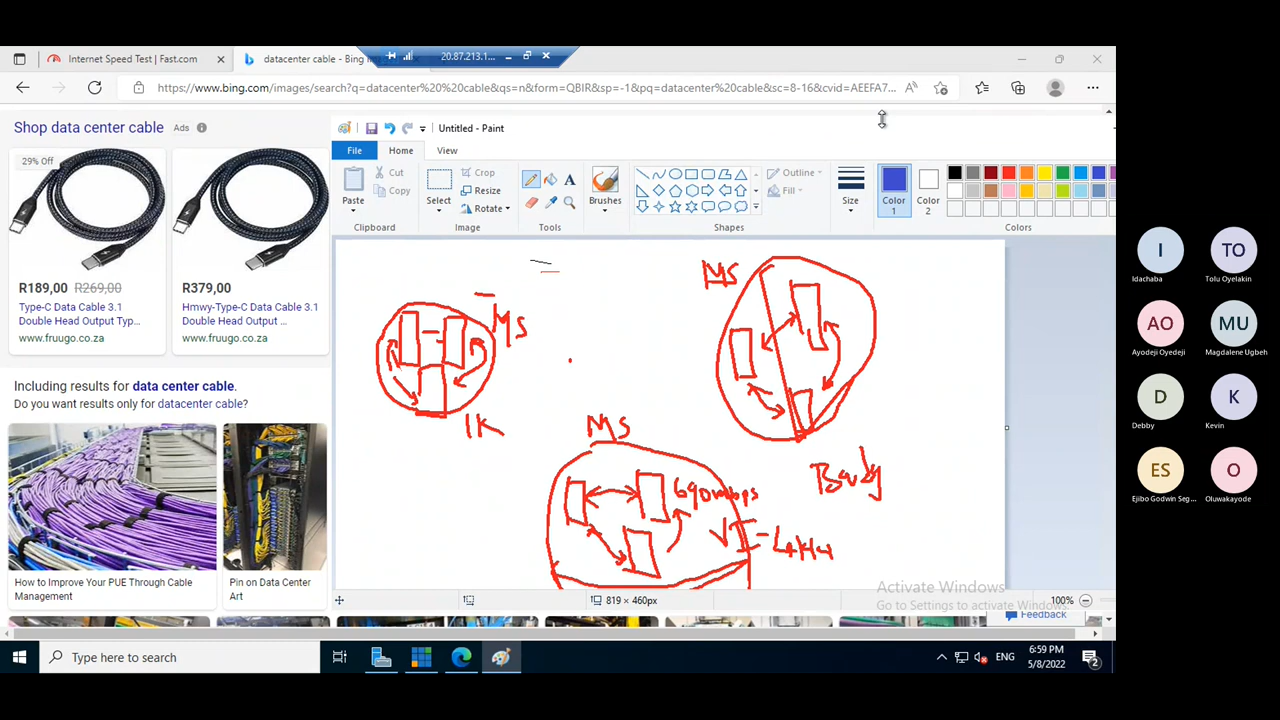 Internet Speed Test | Fast.com
datacenter cable - Bing
20.87.213.1...
https://www.bing.com/images/search?q=datacenter%20%20cable&qs=n&form=QBIR&sp=-1&pq=datacenter%20cable&sc=8-16&cvid=AEEFA7...
Shop data center cable
Ads
Untitled - Paint
File
Home
View
Paste
Cut
Copy
Clipboard
Select
Crop
Resize
Rotate
Image
Tools
Brushes
Outline
Fill
Shapes
Size
Color
1
Color
2
Colors
29% Off
R189,00 R269,00
Type-C Data Cable 3.1
Double Head Output Typ...
www.fruugo.co.za
R379,00
Hmwy-Type-C Data Cable 3.1
Double Head Output ...
www.fruugo.co.za
Including results for data center cable.
Do you want results only for datacenter cable?
How to Improve Your PUE Through Cable
Management
Pin on Data Center
Art
MS
1K
MS
MS
690mbps
Activate Windows
Go to Settings to activate Windows.
819 × 460px
100%
Feedback
Type here to search
ENG
6:59 PM
5/8/2022
2
I
Idachaba
TO
Tolu Oyelakin
AO
Ayodeji Oyedeji
MU
Magdalene Ugbeh
D
Debby
K
Kevin
ES
Ejibo Godwin Seg...
O
Oluwakayode